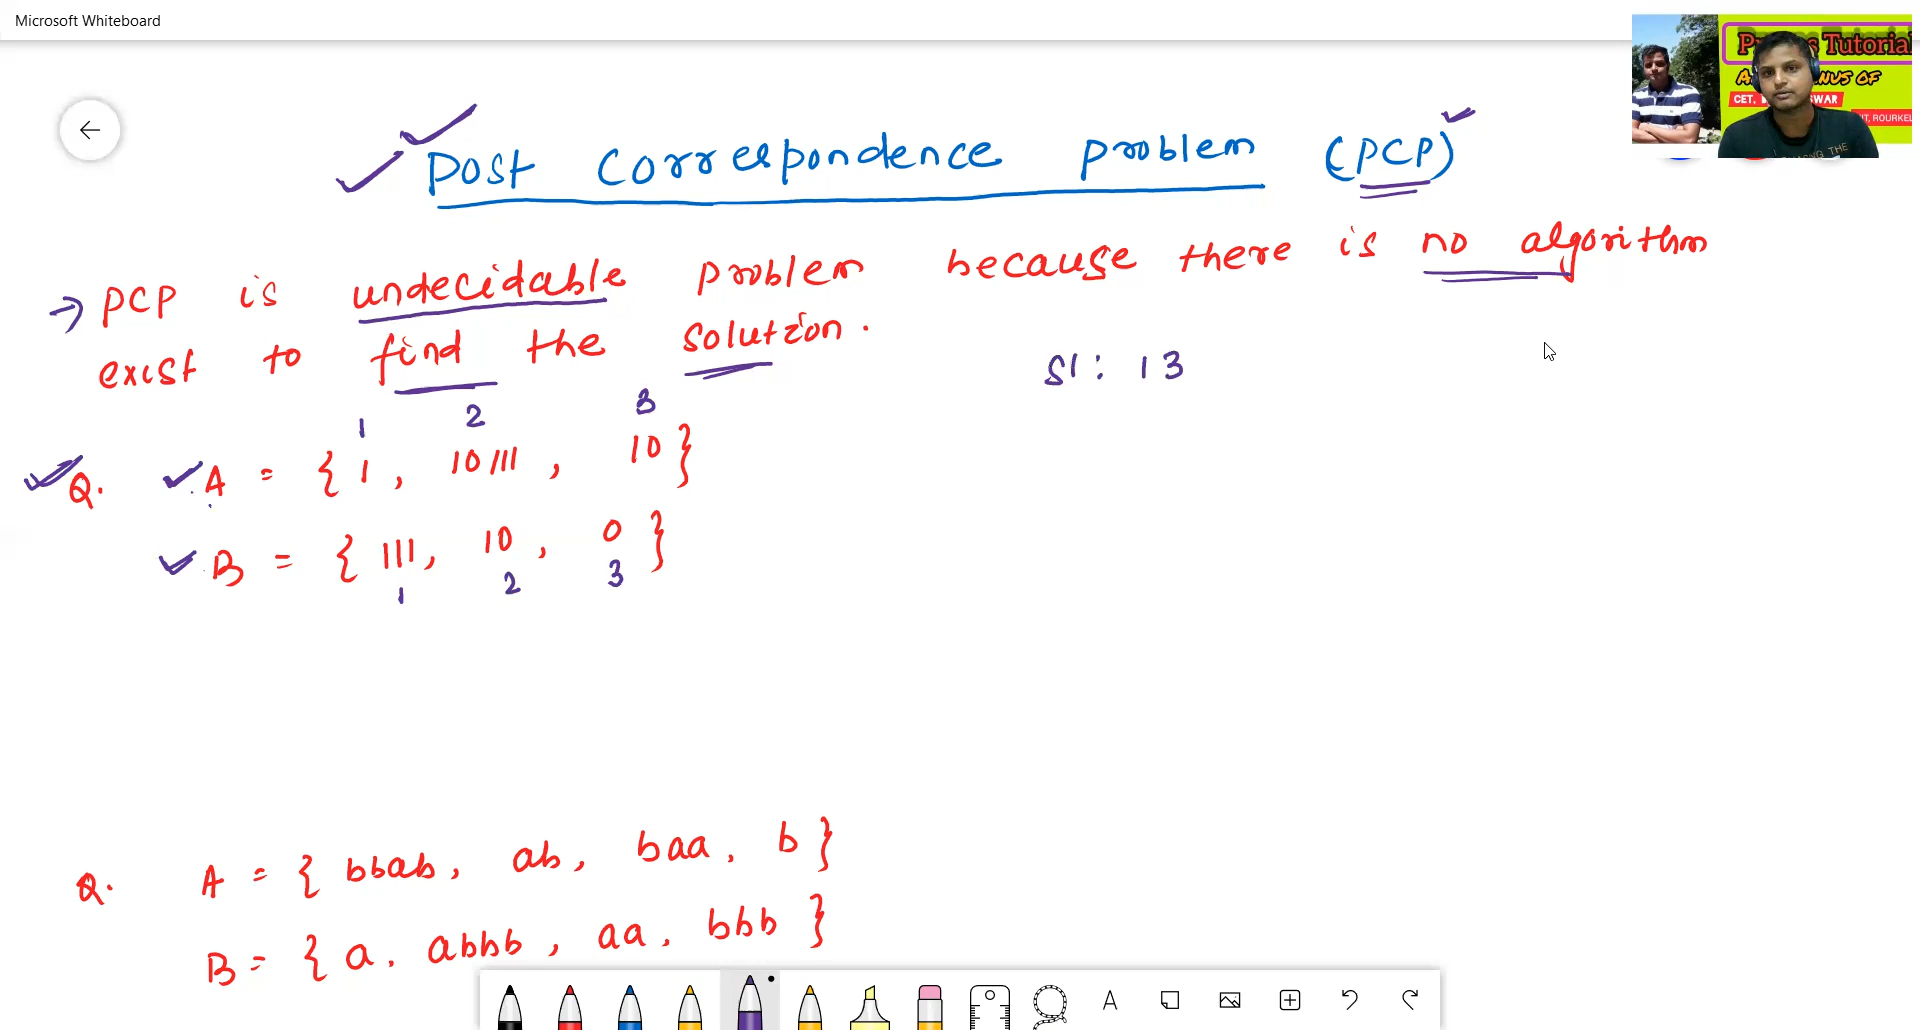 Microsoft Whiteboard
Tutorial
CET,
Post Correspondence Problem (PCP)
→ PCP is undecidable problem because there is no algorithm
exist to find the solution.
S1: 13
1 2 3
Q. A = { 1, 10111, 10 }
B = { 111, 10, 0 }
1 2 3
Q. A = { bbab, ab, baa, b }
B = { a, abbb, aa, bbb }